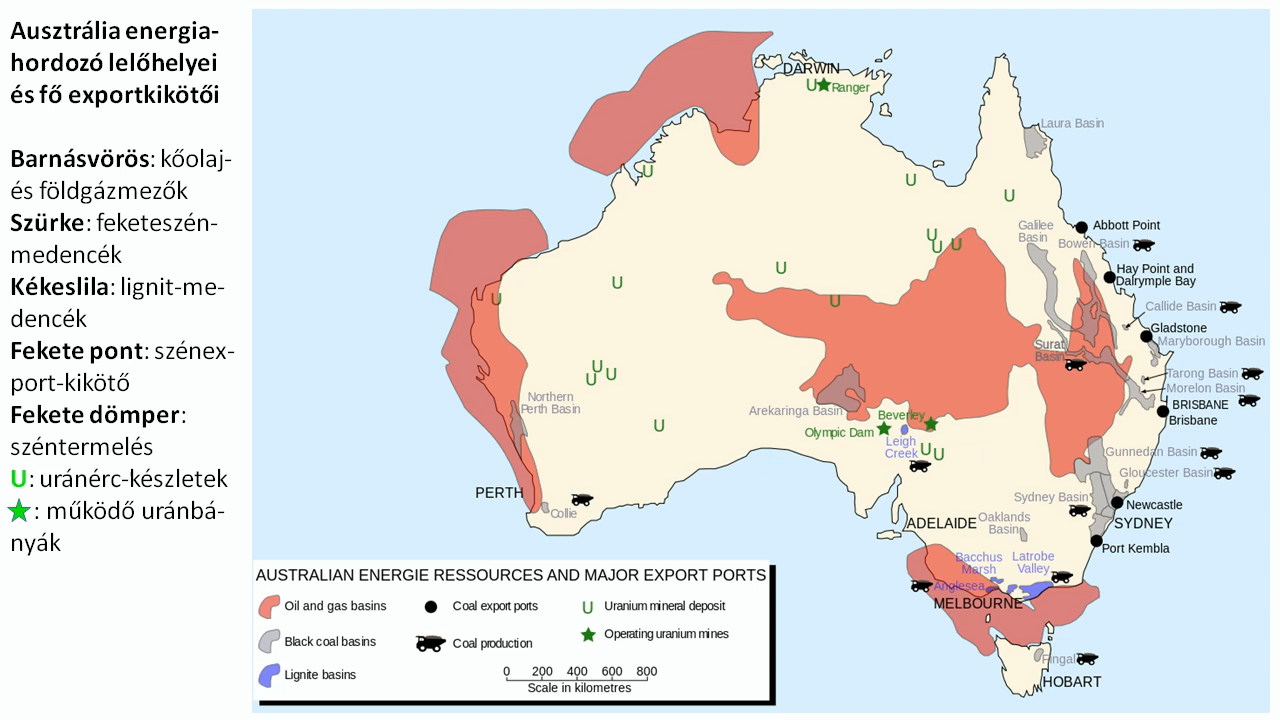 Ausztrália energia-
hordozó lelőhelyei
és fő exportkikötői
Barnásvörös: kőolaj-
és földgázmezők
Szürke: feketeszén-
medencék
Kékeslila: lignit-me-
dencék
Fekete pont: szénex-
port-kikötő
Fekete dömper:
széntermelés
U: uránérc-készletek
: működő uránbá-
nyák
DARWIN
U Ranger
Laura Basin
U
U
U
Galilee
Basin
Abbott Point
U
U U
Bowen Basin
U
Hay Point and
Dalrymple Bay
U
U
U
Callide Basin
Gladstone
Maryborough Basin
Surat
Basin
U
U U
Tarong Basin
Morelon Basin
Northern
Perth Basin
BRISBANE
Brisbane
Arekaringa Basin
Beverley
Olympic Dam
U
Leigh
Creek
U U
Gunnedan Basin
Gloucester Basin
PERTH
Collie
Sydney Basin
Newcastle
SYDNEY
ADELAIDE
Oaklands
Basin
Port Kembla
Bacchus
Marsh
Latrobe
Valley
Anglesea
MELBOURNE
Fingal
HOBART
AUSTRALIAN ENERGIE RESSOURCES AND MAJOR EXPORT PORTS
Oil and gas basins
Coal export ports
U Uranium mineral deposit
Black coal basins
Coal production
Operating uranium mines
Lignite basins
0 200 400 600 800
Scale in kilometres